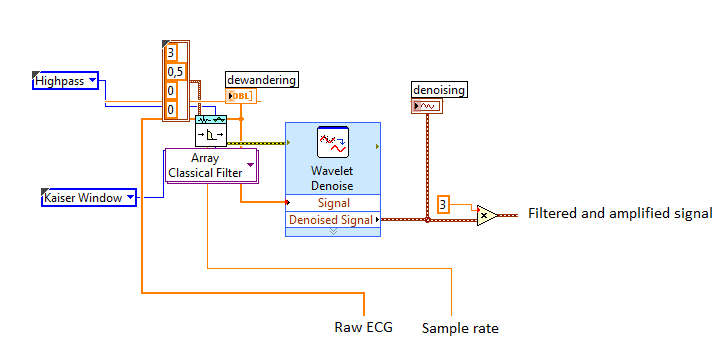 Highpass
3
0,5
0
0
dewandering
DBL
denoising
Array
Classical Filter
Wavelet
Denoise
Signal
Denoised Signal
Kaiser Window
3
x
Filtered and amplified signal
Raw ECG
Sample rate